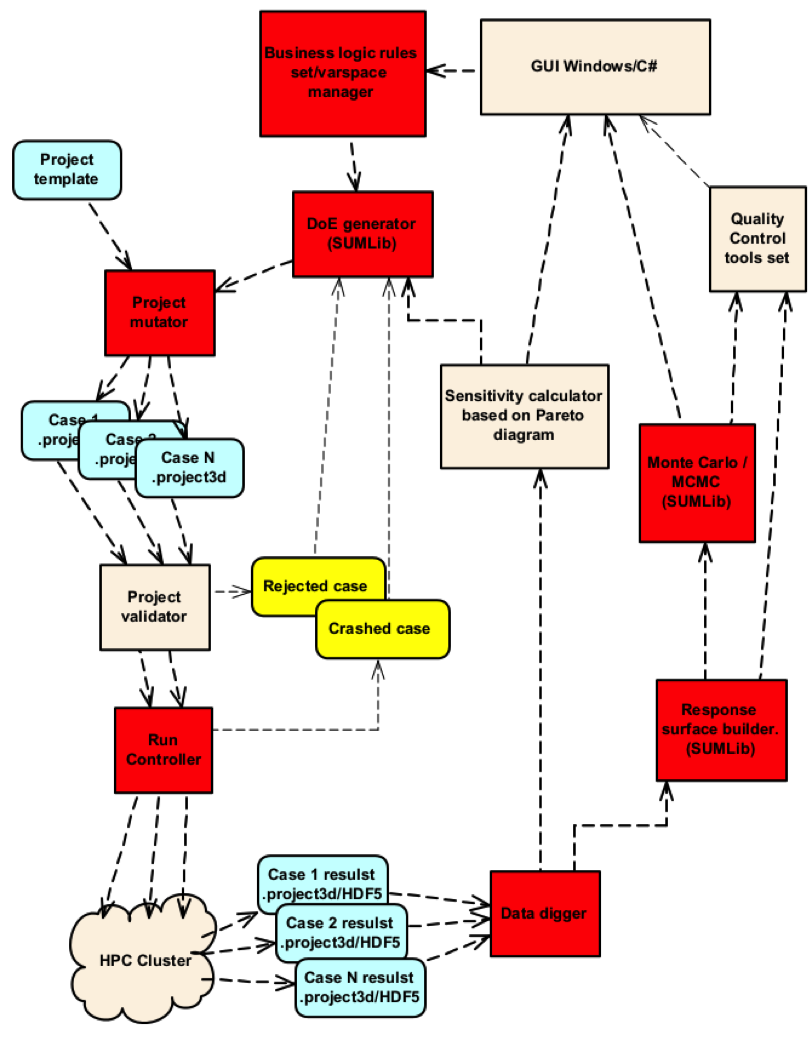 Business logic rules
set/varspace
manager
GUI Windows/C#
Project
template
DoE generator
(SUMLib)
Quality
Control
tools set
Project
mutator
Sensitivity calculator
based on Pareto
diagram
Case 1
.proje
Case 2
.proje
Case N
.project3d
Monte Carlo /
MCMC
(SUMLib)
Project
validator
Rejected case
Crashed case
Run
Controller
Response
surface builder.
(SUMLib)
HPC Cluster
Case 1 resulst
.project3d/HDF5
Case 2 resulst
.project3d/HDF5
Case N resulst
.project3d/HDF5
Data digger